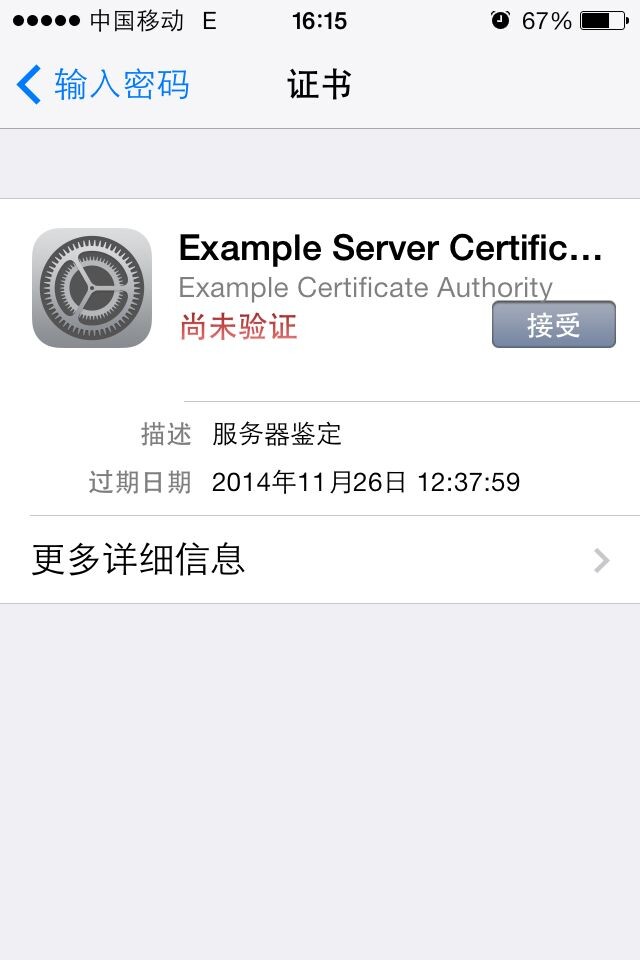 中国移动 E 16:15 67%
输入密码 证书
Example Server Certific...
Example Certificate Authority
尚未验证 接受
描述 服务器鉴定
过期日期 2014年11月26日 12:37:59
更多详细信息